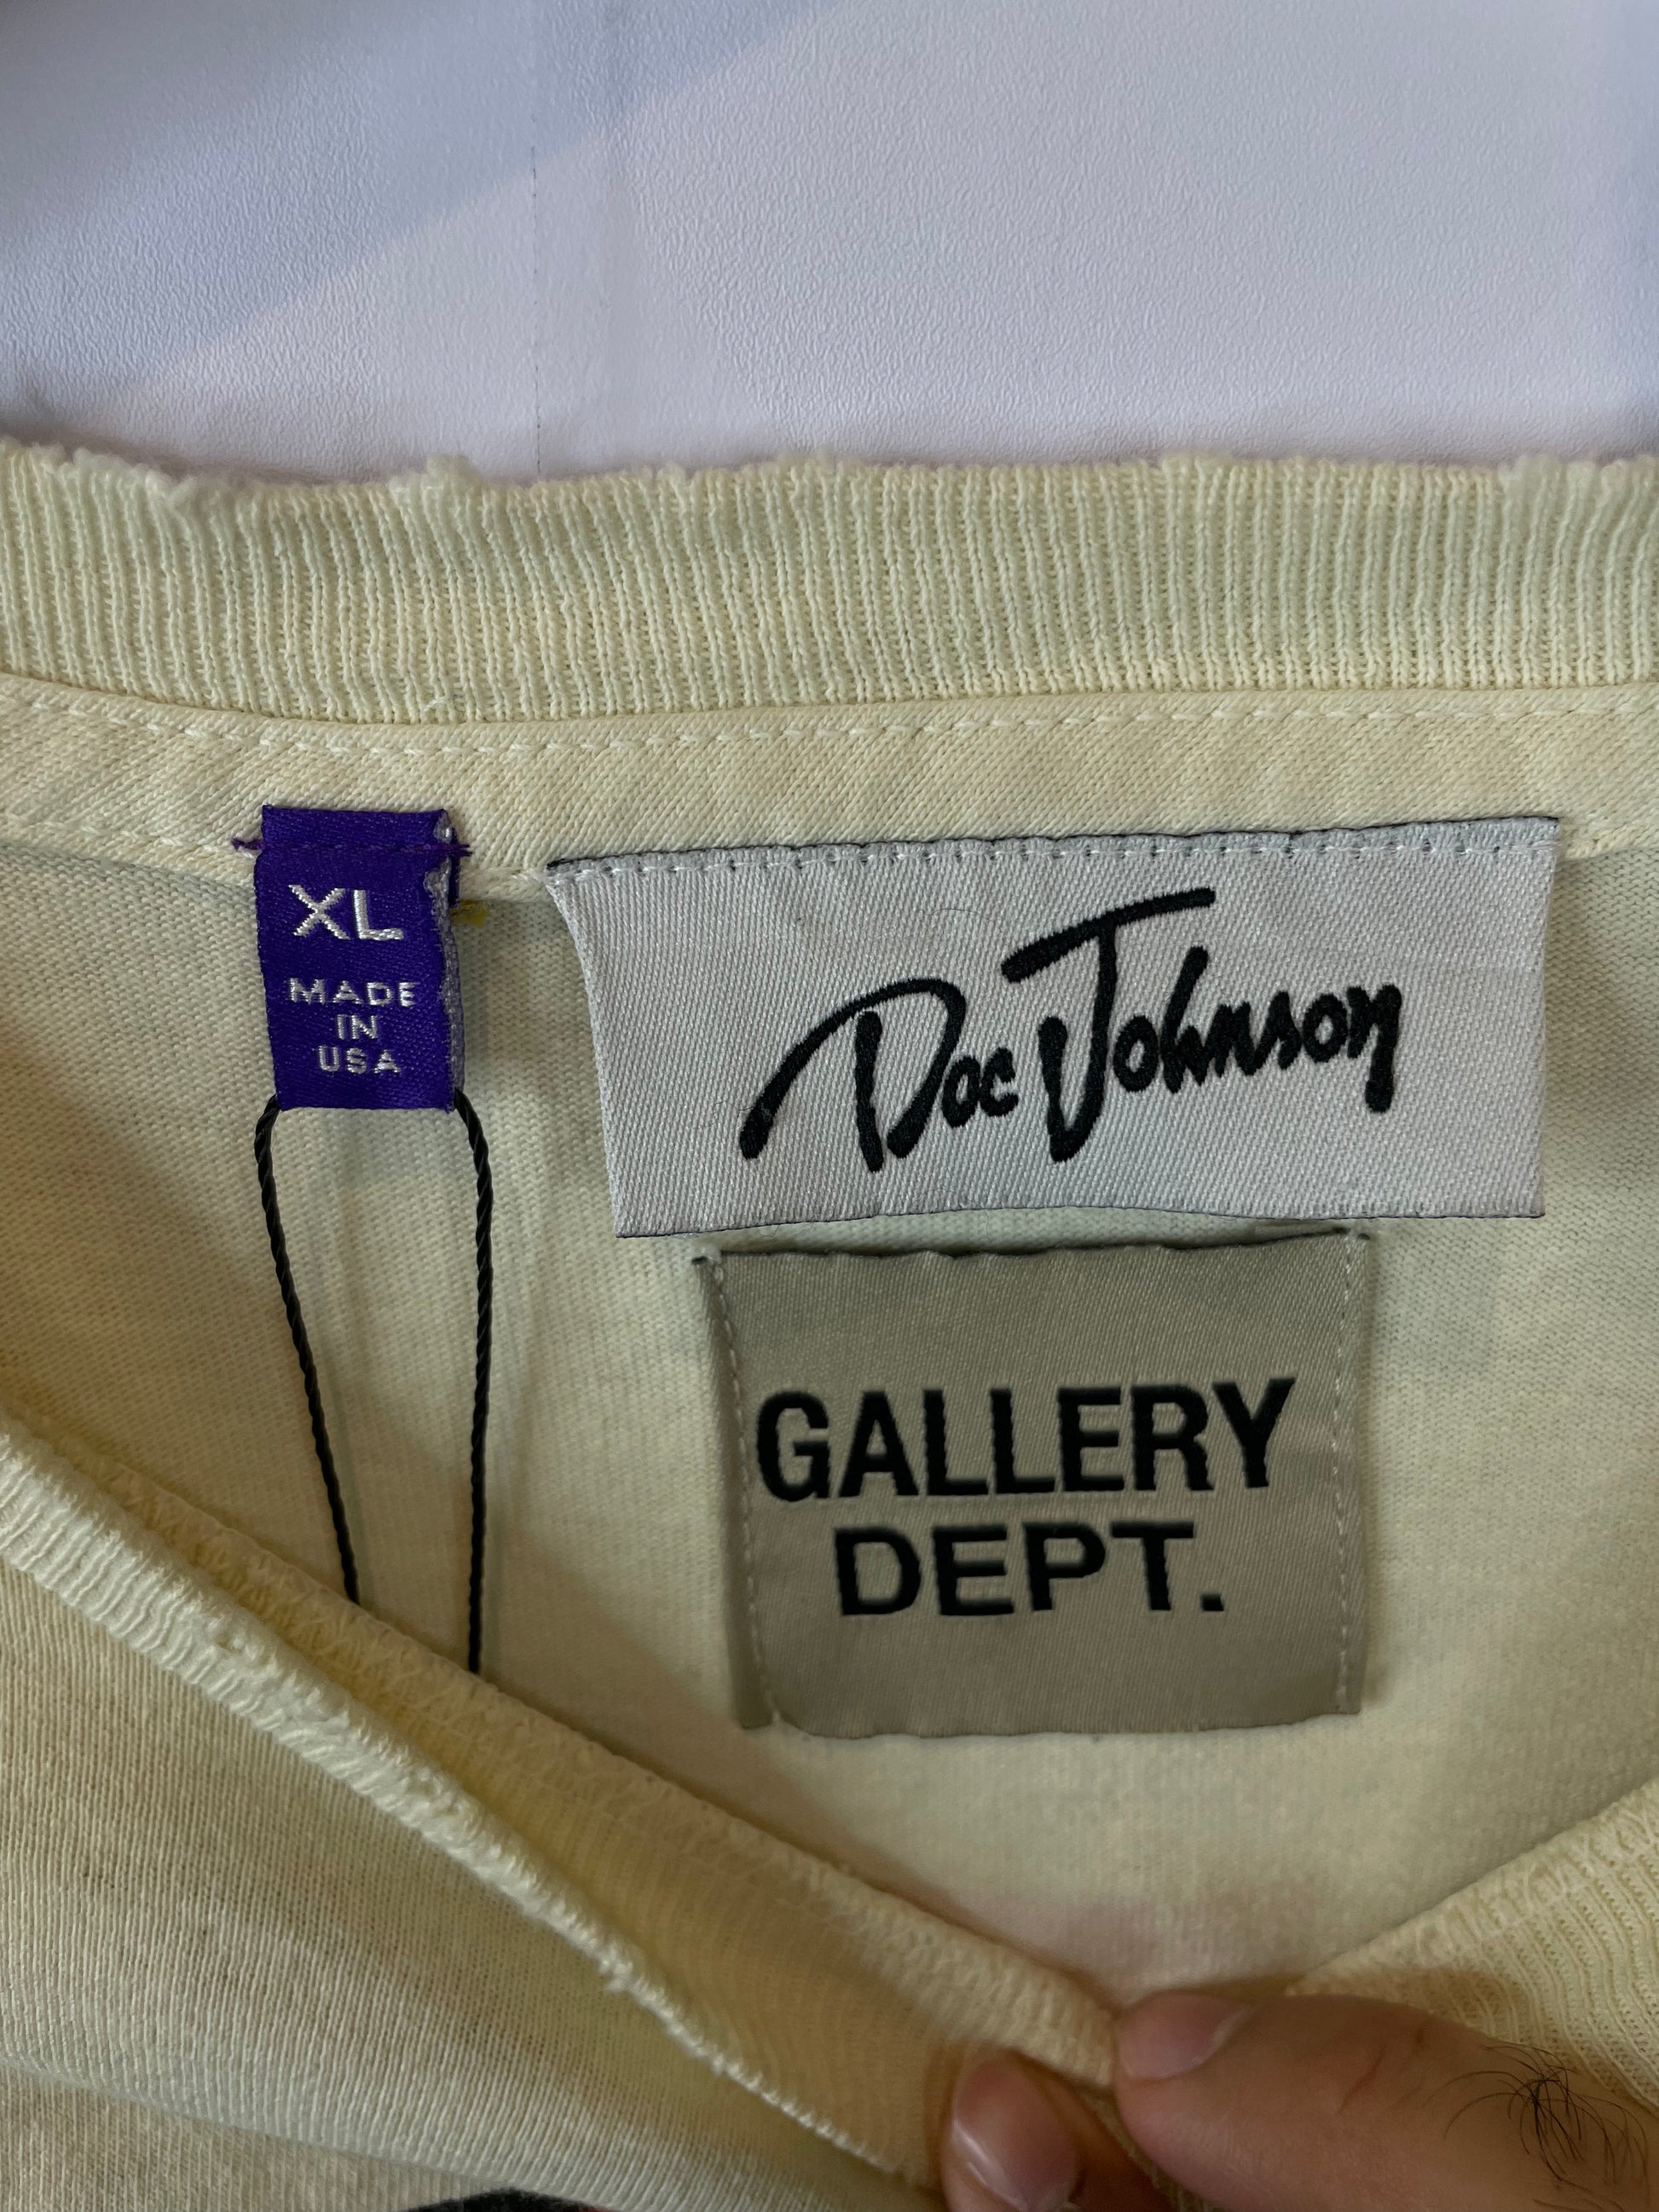 XL
MADE
IN
USA
Doc Johnson
GALLERY
DEPT.